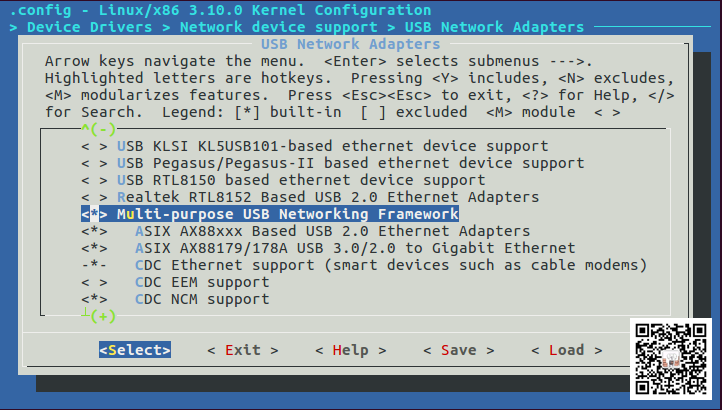 .config - Linux/x86 3.10.0 Kernel Configuration
> Device Drivers > Network device support > USB Network Adapters
USB Network Adapters
Arrow keys navigate the menu.  <Enter> selects submenus --->.
Highlighted letters are hotkeys.  Pressing <Y> includes, <N> excludes,
<M> modularizes features.  Press <Esc><Esc> to exit, <?> for Help, </>
for Search.  Legend: [*] built-in  [ ] excluded  <M> module  < >
^(-)
< > USB KLSI KL5USB101-based ethernet device support
< > USB Pegasus/Pegasus-II based ethernet device support
< > USB RTL8150 based ethernet device support
< > Realtek RTL8152 Based USB 2.0 Ethernet Adapters
<*> Multi-purpose USB Networking Framework
<*>   ASIX AX88xxx Based USB 2.0 Ethernet Adapters
<*>   ASIX AX88179/178A USB 3.0/2.0 to Gigabit Ethernet
-*-   CDC Ethernet support (smart devices such as cable modems)
< >   CDC EEM support
<*>   CDC NCM support
(+)
<Select>    < Exit >    < Help >    < Save >    < Load >